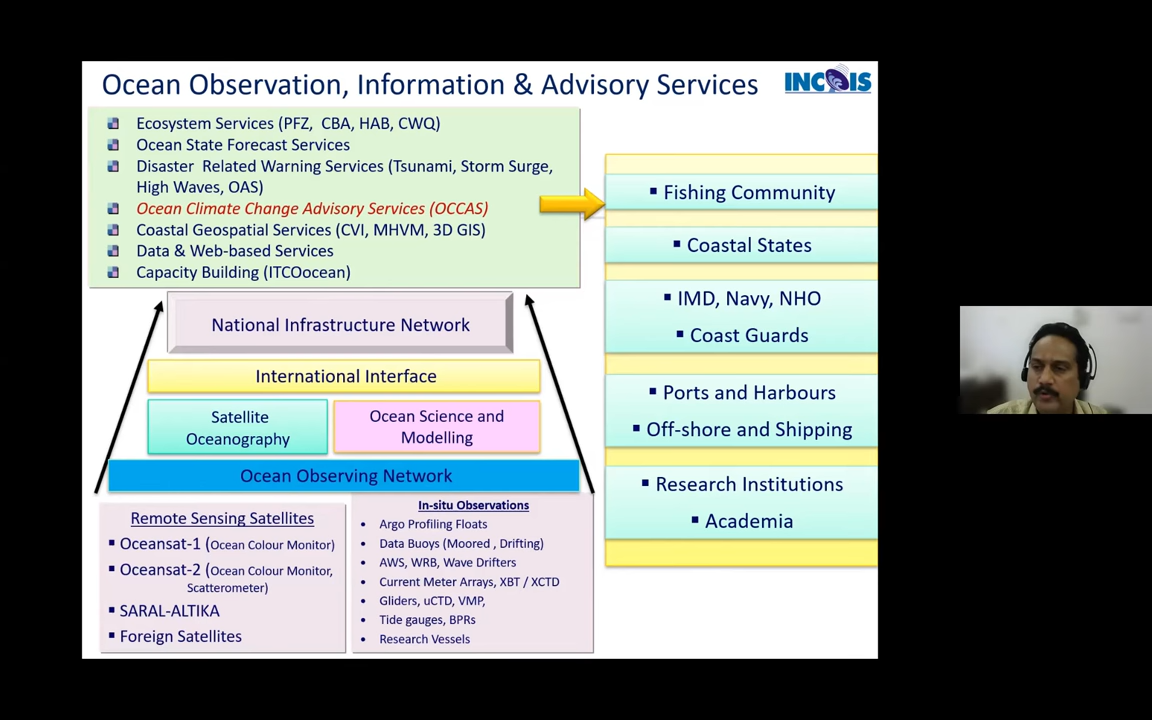 Ocean Observation, Information & Advisory Services
INCOIS
Ecosystem Services (PFZ, CBA, HAB, CWQ)
Ocean State Forecast Services
Disaster Related Warning Services (Tsunami, Storm Surge,
High Waves, OAS)
Ocean Climate Change Advisory Services (OCCAS)
Coastal Geospatial Services (CVI, MHVM, 3D GIS)
Data & Web-based Services
Capacity Building (ITCOocean)
National Infrastructure Network
International Interface
Satellite
Oceanography
Ocean Science and
Modelling
Ocean Observing Network
Remote Sensing Satellites
Oceansat-1 (Ocean Colour Monitor)
Oceansat-2 (Ocean Colour Monitor,
Scatterometer)
SARAL-ALTIKA
Foreign Satellites
In-situ Observations
Argo Profiling Floats
Data Buoys (Moored , Drifting)
AWS, WRB, Wave Drifters
Current Meter Arrays, XBT / XCTD
Gliders, uCTD, VMP,
Tide gauges, BPRs
Research Vessels
Fishing Community
Coastal States
IMD, Navy, NHO
Coast Guards
Ports and Harbours
Off-shore and Shipping
Research Institutions
Academia